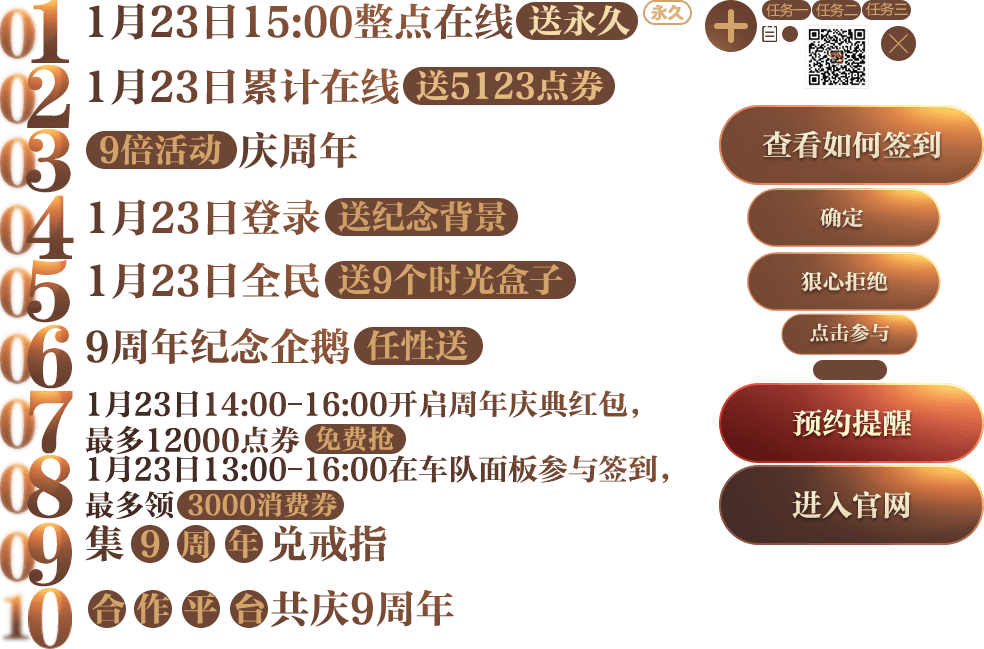 01 1月23日15:00整点在线 送永久
永久
02 1月23日累计在线 送5123点券
03 9倍活动 庆周年
04 1月23日登录 送纪念背景
05 1月23日全民 送9个时光盒子
06 9周年纪念企鹅 任性送
07 1月23日14:00-16:00开启周年庆典红包，
最多12000点券 免费抢
08 1月23日13:00-16:00在车队面板参与签到，
最多领 3000消费券
09 集 9 周 年 兑戒指
10 合 作 平 台 共庆9周年
任务一 任务二 任务三
查看如何签到
确定
狠心拒绝
点击参与
预约提醒
进入官网